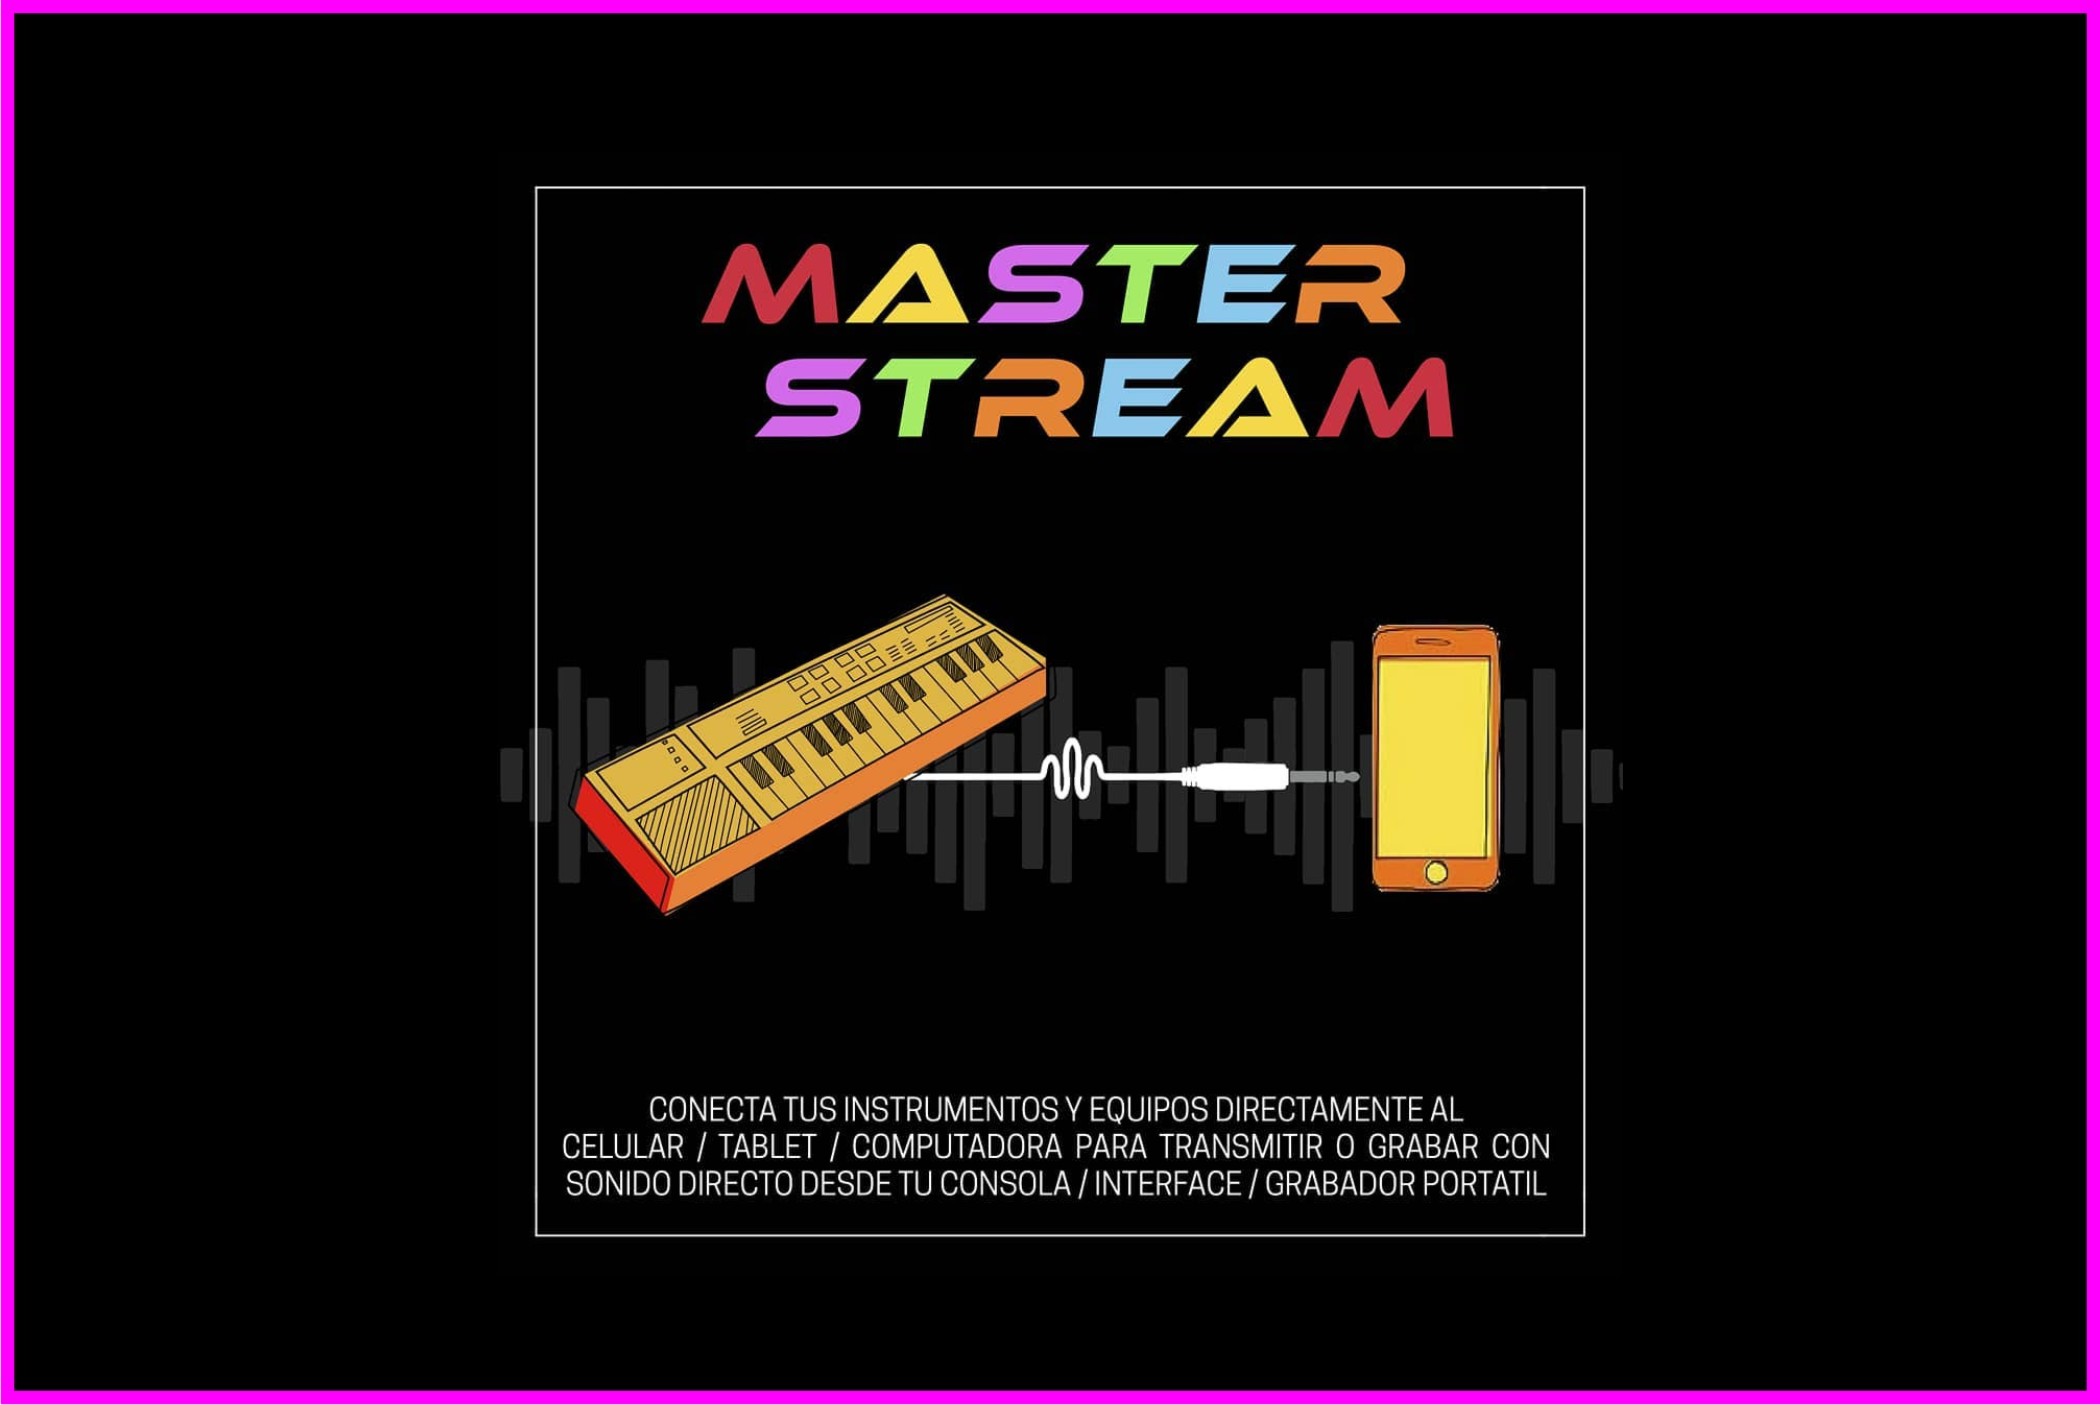 MASTER
STREAM
CONECTA TUS INSTRUMENTOS Y EQUIPOS DIRECTAMENTE AL
CELULAR / TABLET / COMPUTADORA PARA TRANSMITIR O GRABAR CON
SONIDO DIRECTO DESDE TU CONSOLA / INTERFACE / GRABADOR PORTATIL